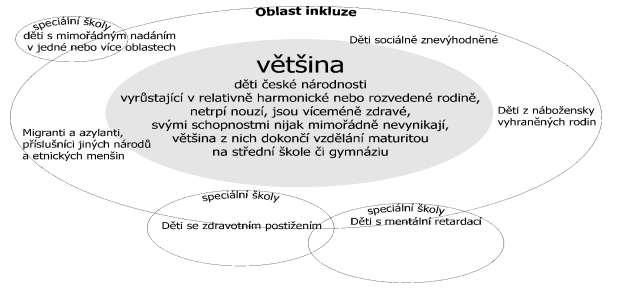 Oblast inkluze
speciální školy
děti s mimořádným nadáním
v jedné nebo více oblastech
Děti sociálně znevýhodněné
většina
děti české národnosti
vyrůstající v relativně harmonické nebo rozvedené rodině,
netrpí nouzí, jsou víceméně zdravé,
svými schopnostmi nijak mimořádně nevynikají,
většina z nich dokončí vzdělání maturitou
na střední škole či gymnáziu
Děti z nábožensky
vyhraněných rodin
Migranti a azylanti,
příslušníci jiných národů
a etnických menšin
speciální školy
Děti se zdravotním postižením
speciální školy
Děti s mentální retardací